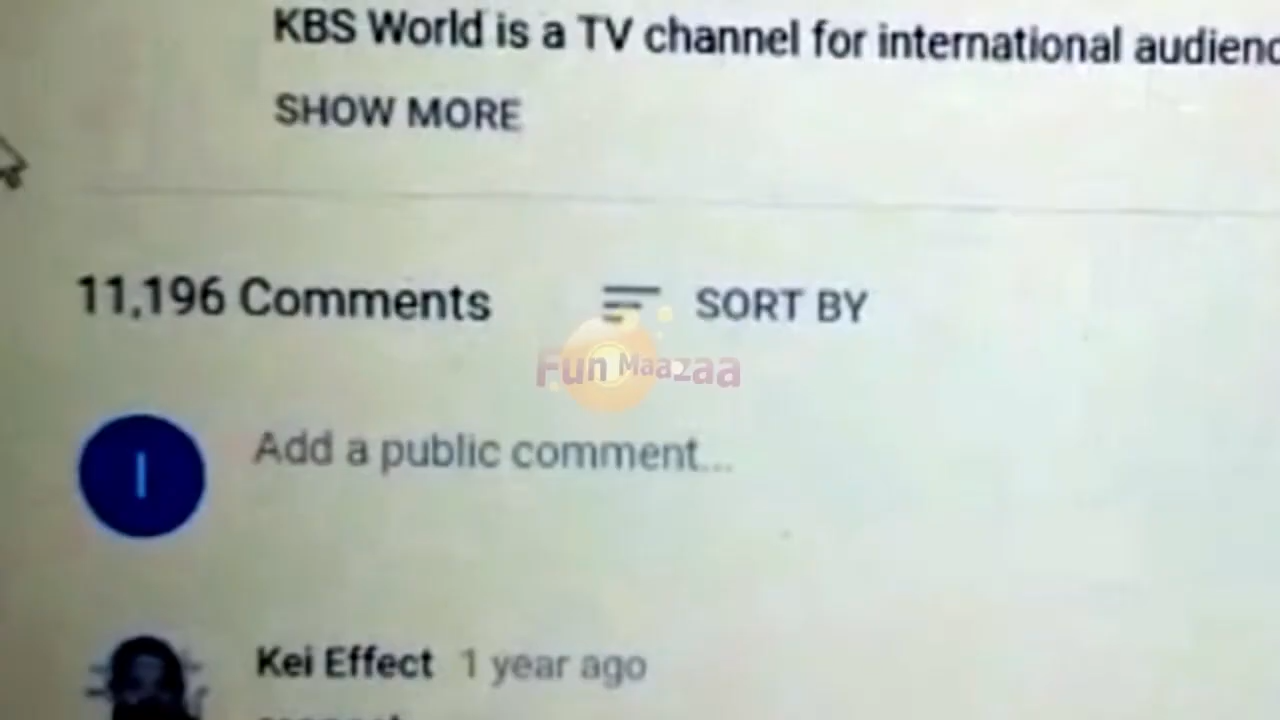 KBS World is a TV channel for international audienc
SHOW MORE
11,196 Comments SORT BY
Fun Maazaa
I
Add a public comment...
Kei Effect 1 year ago